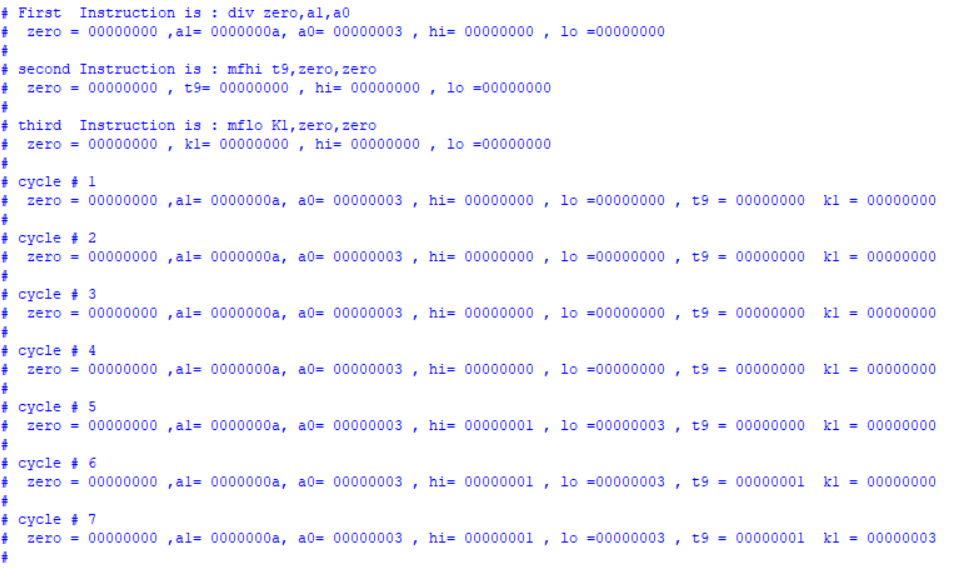 # First  Instruction is : div zero,a1,a0
#  zero = 00000000 ,a1= 0000000a, a0= 00000003 , hi= 00000000 , lo =00000000
#
# second Instruction is : mfhi t9,zero,zero
#  zero = 00000000 , t9= 00000000 , hi= 00000000 , lo =00000000
#
# third  Instruction is : mflo K1,zero,zero
#  zero = 00000000 , k1= 00000000 , hi= 00000000 , lo =00000000
#
# cycle # 1
#  zero = 00000000 ,a1= 0000000a, a0= 00000003 , hi= 00000000 , lo =00000000 , t9 = 00000000  k1 = 00000000
#
# cycle # 2
#  zero = 00000000 ,a1= 0000000a, a0= 00000003 , hi= 00000000 , lo =00000000 , t9 = 00000000  k1 = 00000000
#
# cycle # 3
#  zero = 00000000 ,a1= 0000000a, a0= 00000003 , hi= 00000000 , lo =00000000 , t9 = 00000000  k1 = 00000000
#
# cycle # 4
#  zero = 00000000 ,a1= 0000000a, a0= 00000003 , hi= 00000000 , lo =00000000 , t9 = 00000000  k1 = 00000000
#
# cycle # 5
#  zero = 00000000 ,a1= 0000000a, a0= 00000003 , hi= 00000001 , lo =00000003 , t9 = 00000000  k1 = 00000000
#
# cycle # 6
#  zero = 00000000 ,a1= 0000000a, a0= 00000003 , hi= 00000001 , lo =00000003 , t9 = 00000001  k1 = 00000000
#
# cycle # 7
#  zero = 00000000 ,a1= 0000000a, a0= 00000003 , hi= 00000001 , lo =00000003 , t9 = 00000001  k1 = 00000003
#